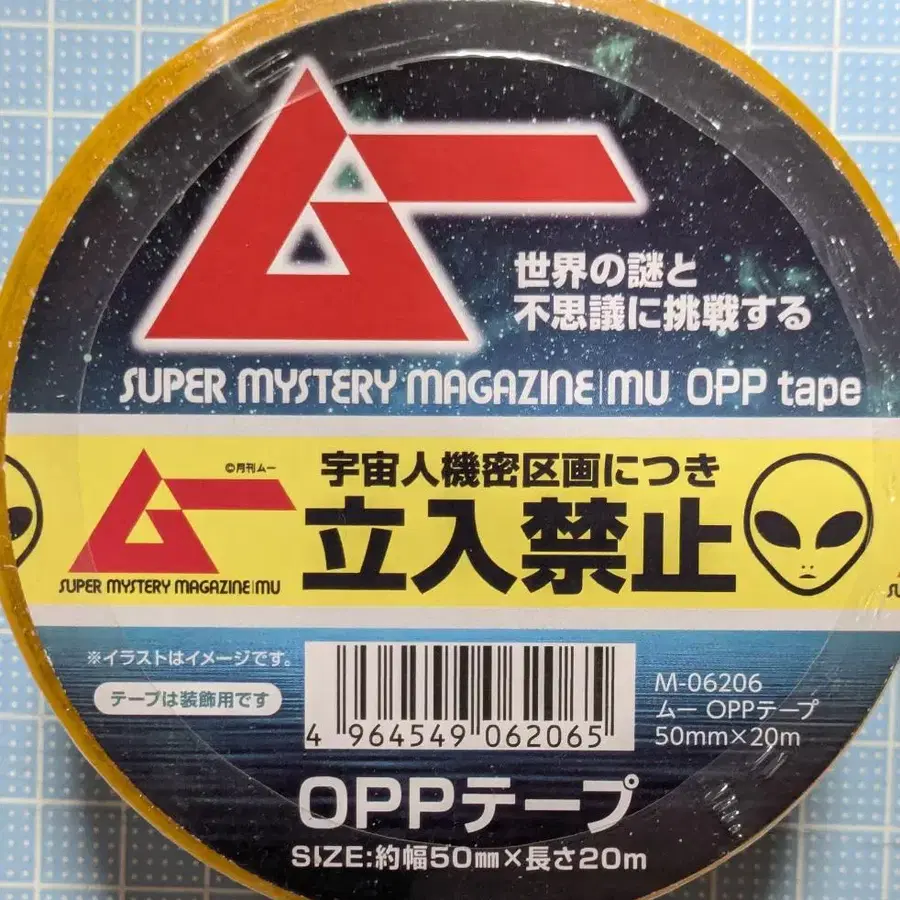 ムー
世界の謎と
不思議に挑戦する
SUPER MYSTERY MAGAZINE|MU OPP tape
©月刊ムー
ムー
SUPER MYSTERY MAGAZINE|MU
宇宙人機密区画につき
立入禁止
※イラストはイメージです。
テープは装飾用です
4 964549 062065
M-06206
ムー OPPテープ
50mm×20m
OPPテープ
SIZE:約幅50㎜×長さ20m